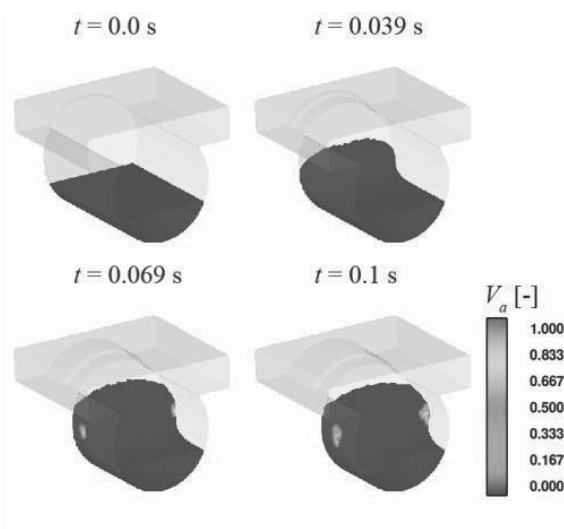 t = 0.0 s
t = 0.039 s
t = 0.069 s
t = 0.1 s
V_a [-]
1.000
0.833
0.667
0.500
0.333
0.167
0.000